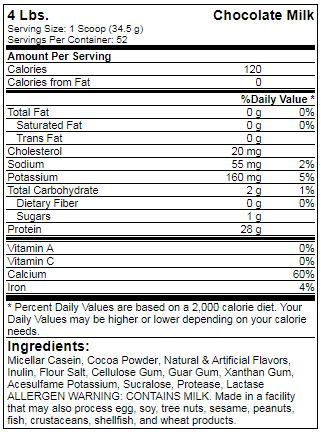 4 Lbs. Chocolate Milk
Serving Size: 1 Scoop (34.5 g)
Servings Per Container: 52
Amount Per Serving
Calories 120
Calories from Fat 0
%Daily Value *
Total Fat 0 g 0%
Saturated Fat 0 g 0%
Trans Fat 0 g
Cholesterol 20 mg
Sodium 55 mg 2%
Potassium 160 mg 5%
Total Carbohydrate 2 g 1%
Dietary Fiber 0 g 0%
Sugars 1 g
Protein 28 g
Vitamin A 0%
Vitamin C 0%
Calcium 60%
Iron 4%
* Percent Daily Values are based on a 2,000 calorie diet. Your
Daily Values may be higher or lower depending on your calorie
needs.
Ingredients:
Micellar Casein, Cocoa Powder, Natural & Artificial Flavors,
Inulin, Flour Salt, Cellulose Gum, Guar Gum, Xanthan Gum,
Acesulfame Potassium, Sucralose, Protease, Lactase
ALLERGEN WARNING: CONTAINS MILK. Made in a facility
that may also process egg, soy, tree nuts, sesame, peanuts,
fish, crustaceans, shellfish, and wheat products.